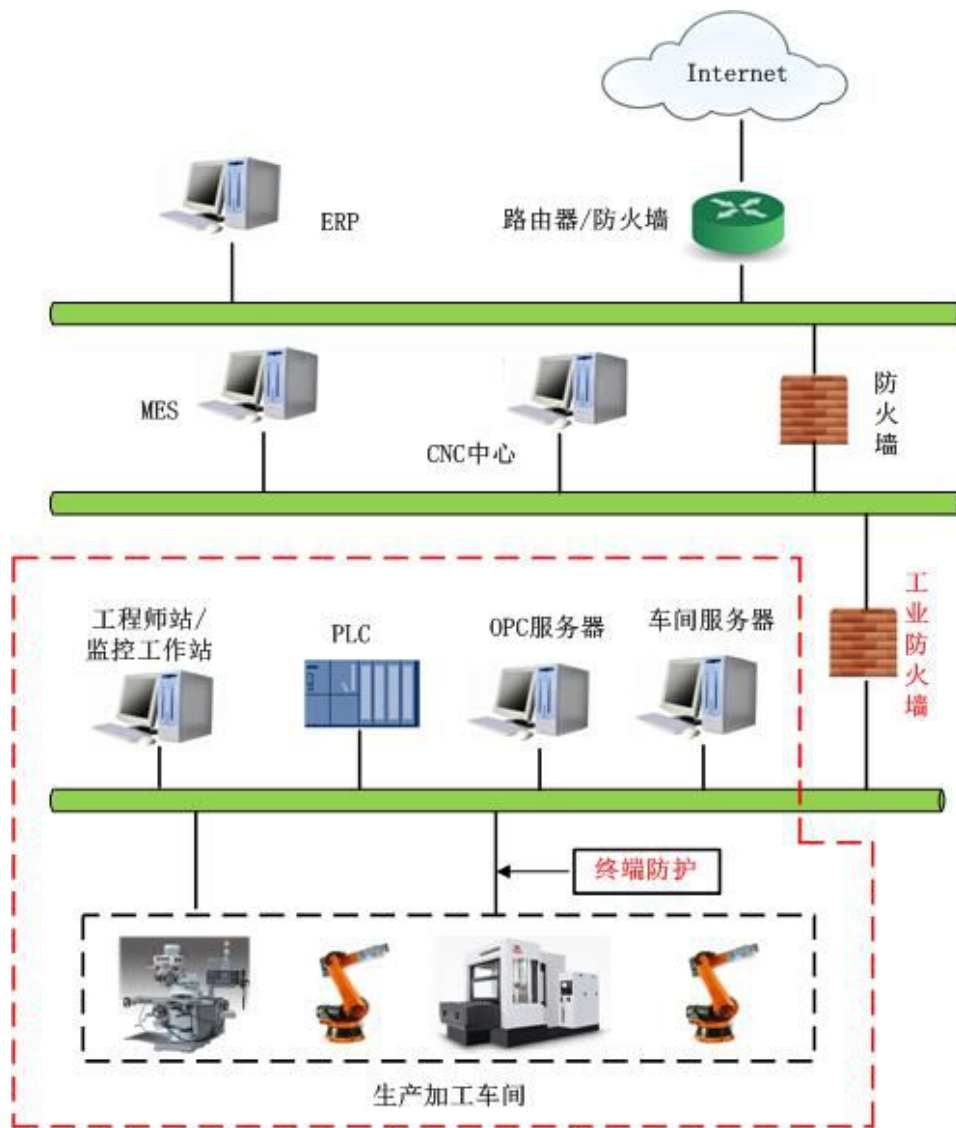 Internet
ERP
路由器/防火墙
MES
CNC中心
防
火
墙
工程师站/
监控工作站
PLC
OPC服务器
车间服务器
工
业
防
火
墙
终端防护
生产加工车间